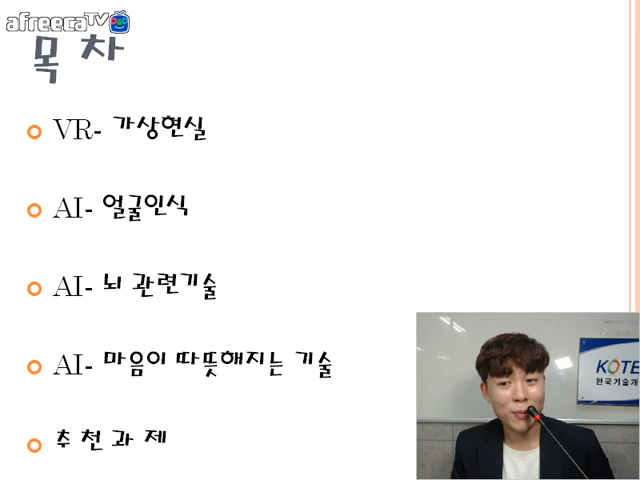 afreecaTV
목 차
VR- 가상현실
AI- 얼굴인식
AI- 뇌 관련기술
AI- 마음이 따뜻해지는 기술
추천과제
KOTE
한국기술개